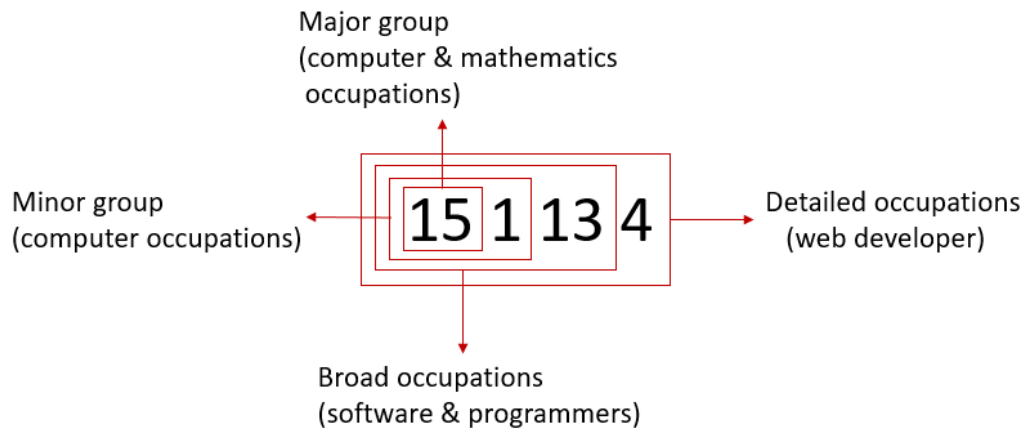 Major group
(computer & mathematics
occupations)
Minor group
(computer occupations)
15 1 13 4
Detailed occupations
(web developer)
Broad occupations
(software & programmers)